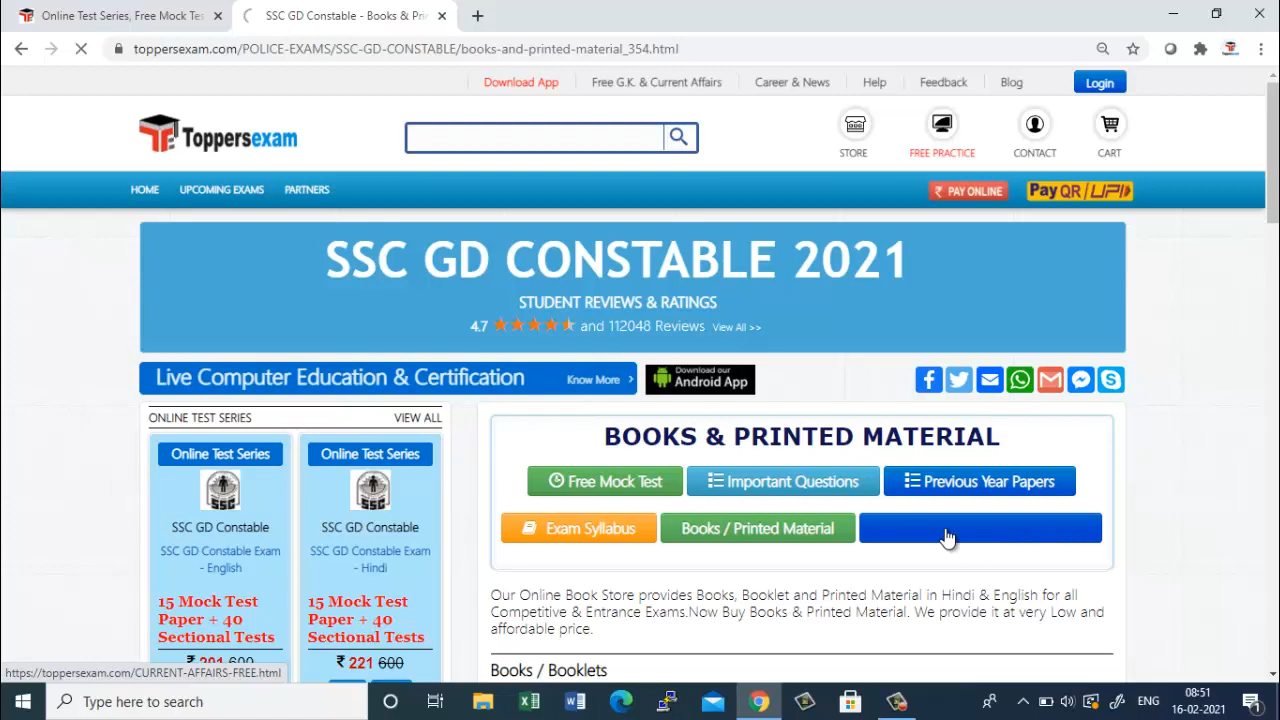 Online Test Series, Free Mock Tes
SSC GD Constable - Books & Prin
toppersexam.com/POLICE-EXAMS/SSC-GD-CONSTABLE/books-and-printed-material_354.html
Download App
Free G.K. & Current Affairs
Career & News
Help
Feedback
Blog
Login
Toppersexam
STORE
FREE PRACTICE
CONTACT
CART
HOME
UPCOMING EXAMS
PARTNERS
₹ PAY ONLINE
Pay QR / UPI
SSC GD CONSTABLE 2021
STUDENT REVIEWS & RATINGS
4.7 and 112048 Reviews View All >>
Live Computer Education & Certification Know More
Download our
Android App
ONLINE TEST SERIES
VIEW ALL
Online Test Series
SSC
SSC GD Constable
SSC GD Constable Exam
- English
15 Mock Test
Paper + 40
Sectional Tests
₹ 201 600
Online Test Series
SSC
SSC GD Constable
SSC GD Constable Exam
- Hindi
15 Mock Test
Paper + 40
Sectional Tests
₹ 221 600
BOOKS & PRINTED MATERIAL
Free Mock Test
Important Questions
Previous Year Papers
Exam Syllabus
Books / Printed Material
Our Online Book Store provides Books, Booklet and Printed Material in Hindi & English for all
Competitive & Entrance Exams.Now Buy Books & Printed Material. We provide it at very Low and
affordable price.
Books / Booklets
https://toppersexam.com/CURRENT-AFFAIRS-FREE.html
Type here to search
ENG
08:51
16-02-2021
1